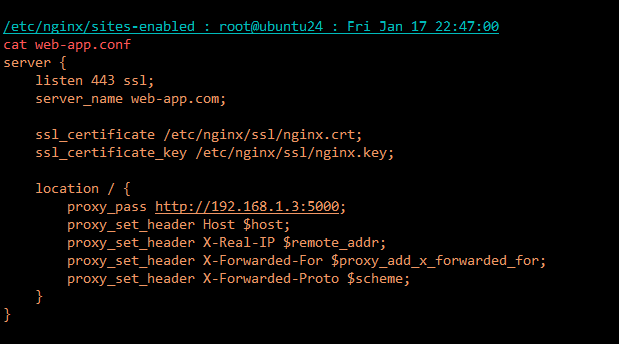 /etc/nginx/sites-enabled : root@ubuntu24 : Fri Jan 17 22:47:00
cat web-app.conf
server {
    listen 443 ssl;
    server_name web-app.com;

    ssl_certificate /etc/nginx/ssl/nginx.crt;
    ssl_certificate_key /etc/nginx/ssl/nginx.key;

    location / {
        proxy_pass http://192.168.1.3:5000;
        proxy_set_header Host $host;
        proxy_set_header X-Real-IP $remote_addr;
        proxy_set_header X-Forwarded-For $proxy_add_x_forwarded_for;
        proxy_set_header X-Forwarded-Proto $scheme;
    }
}